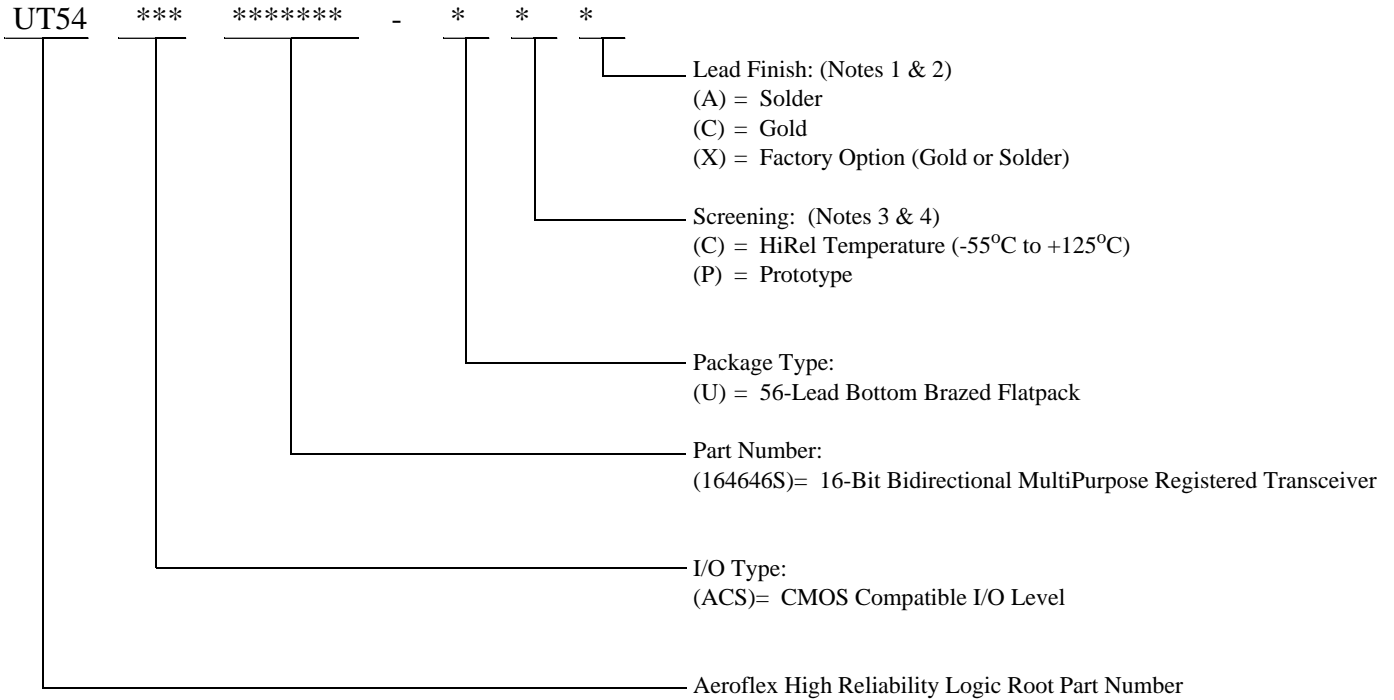 UT54 *** ******* - * * *
Lead Finish: (Notes 1 & 2)
(A) = Solder
(C) = Gold
(X) = Factory Option (Gold or Solder)
Screening: (Notes 3 & 4)
(C) = HiRel Temperature (-55°C to +125°C)
(P) = Prototype
Package Type:
(U) = 56-Lead Bottom Brazed Flatpack
Part Number:
(164646S)= 16-Bit Bidirectional MultiPurpose Registered Transceiver
I/O Type:
(ACS)= CMOS Compatible I/O Level
Aeroflex High Reliability Logic Root Part Number